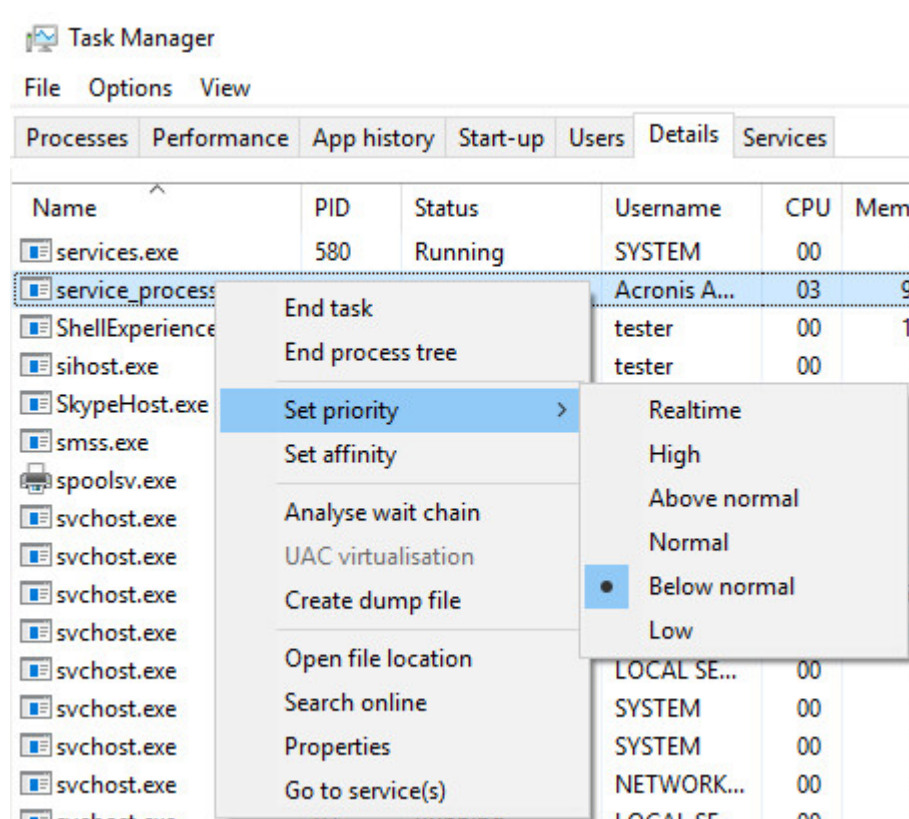 Task Manager
File Options View
Processes Performance App history Start-up Users Details Services
Name PID Status Username CPU Mem
services.exe 580 Running SYSTEM 00
service_process Acronis A... 03 9
ShellExperience tester 00 1
sihost.exe tester 00
SkypeHost.exe
smss.exe
spoolsv.exe
svchost.exe
svchost.exe
svchost.exe
svchost.exe
svchost.exe LOCAL SE... 00
svchost.exe SYSTEM 00
svchost.exe SYSTEM 00
svchost.exe NETWORK... 00
End task
End process tree
Set priority
Set affinity
Analyse wait chain
UAC virtualisation
Create dump file
Open file location
Search online
Properties
Go to service(s)
Realtime
High
Above normal
Normal
Below normal
Low